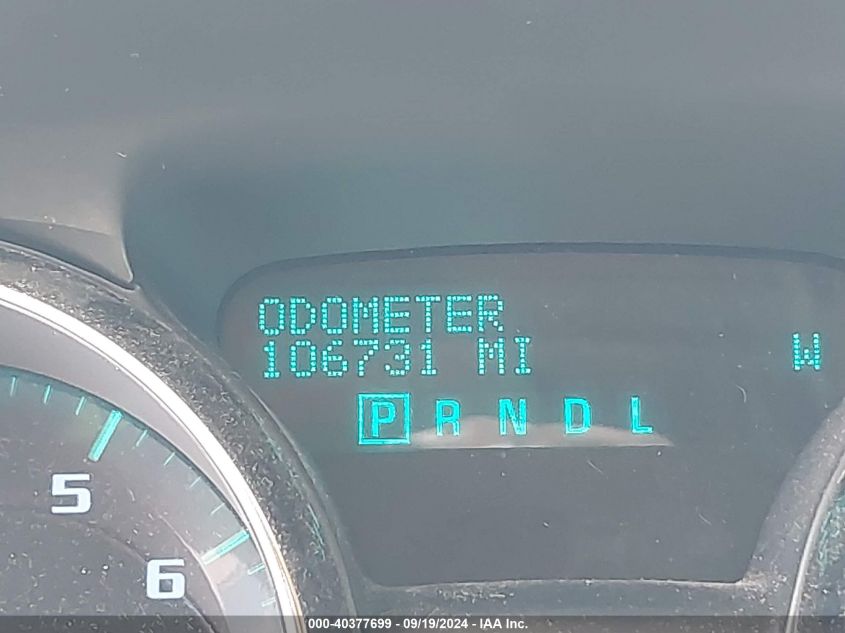 ODOMETER
106731 MI W
P R N D L
5
6
000-40377699 - 09/19/2024 - IAA Inc.